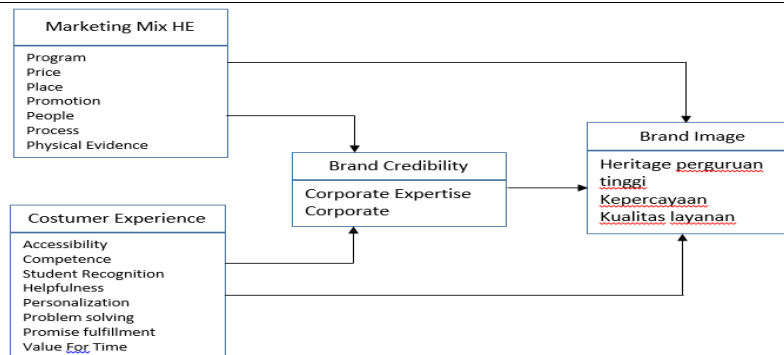 Marketing Mix HE
Program
Price
Place
Promotion
People
Process
Physical Evidence
Brand Credibility
Corporate Expertise
Corporate
Brand Image
Heritage perguruan
tinggi
Kepercayaan
Kualitas layanan
Costumer Experience
Accessibility
Competence
Student Recognition
Helpfulness
Personalization
Problem solving
Promise fulfillment
Value For Time